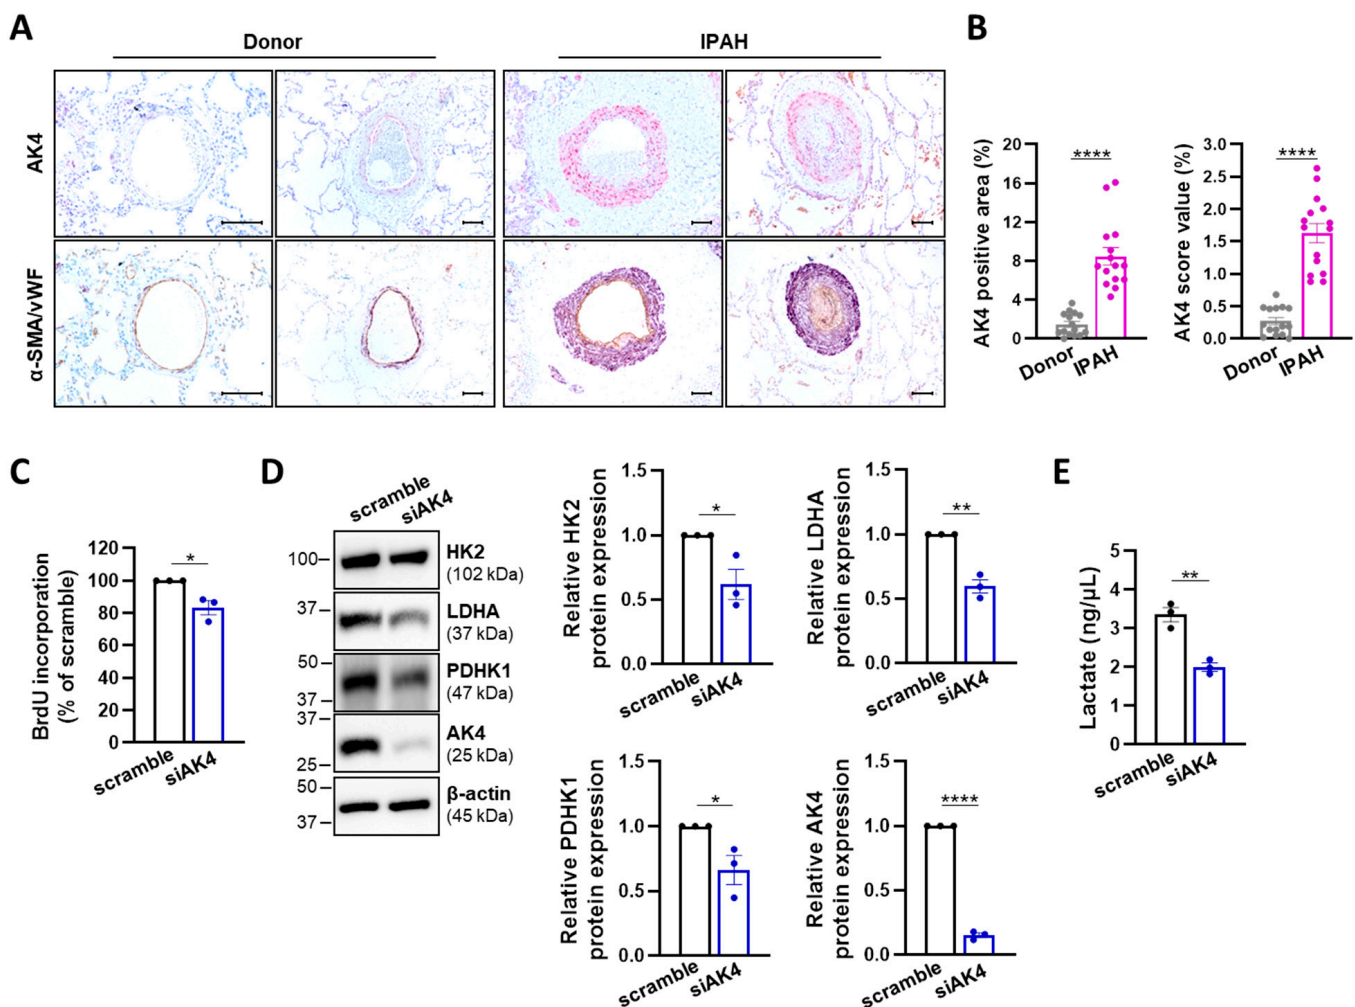 A
Donor
IPAH
AK4
α-SMA/vWF
B
AK4 positive area (%)
20
16
12
8
4
0
****
Donor
IPAH
AK4 score value (%)
3.0
2.5
2.0
1.5
1.0
0.5
0.0
****
Donor
IPAH
C
BrdU incorporation
(% of scramble)
120
100
80
60
40
20
0
*
scramble
siAK4
D
scramble
siAK4
100
HK2
(102 kDa)
37
LDHA
(37 kDa)
50
PDHK1
(47 kDa)
37
37
AK4
(25 kDa)
25
50
β-actin
(45 kDa)
37
Relative HK2
protein expression
1.5
1.0
0.5
0.0
*
scramble
siAK4
Relative LDHA
protein expression
1.5
1.0
0.5
0.0
**
scramble
siAK4
Relative PDHK1
protein expression
1.5
1.0
0.5
0.0
*
scramble
siAK4
Relative AK4
protein expression
1.5
1.0
0.5
0.0
****
scramble
siAK4
E
Lactate (ng/μL)
5
4
3
2
1
0
**
scramble
siAK4